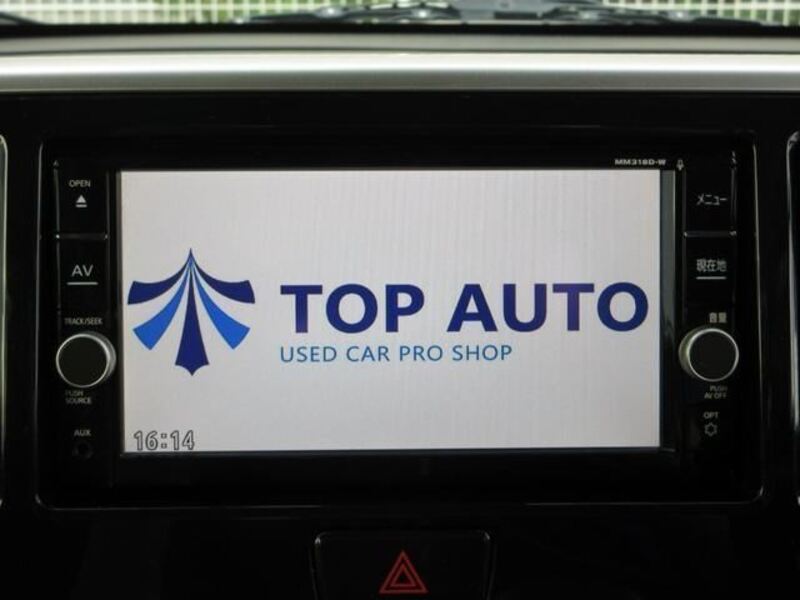 MM318D-W
OPEN
メニュー
AV
現在地
TOP AUTO
USED CAR PRO SHOP
TRACK/SEEK
音量
PUSH
SOURCE
PUSH
AV OFF
AUX
OPT
16:14